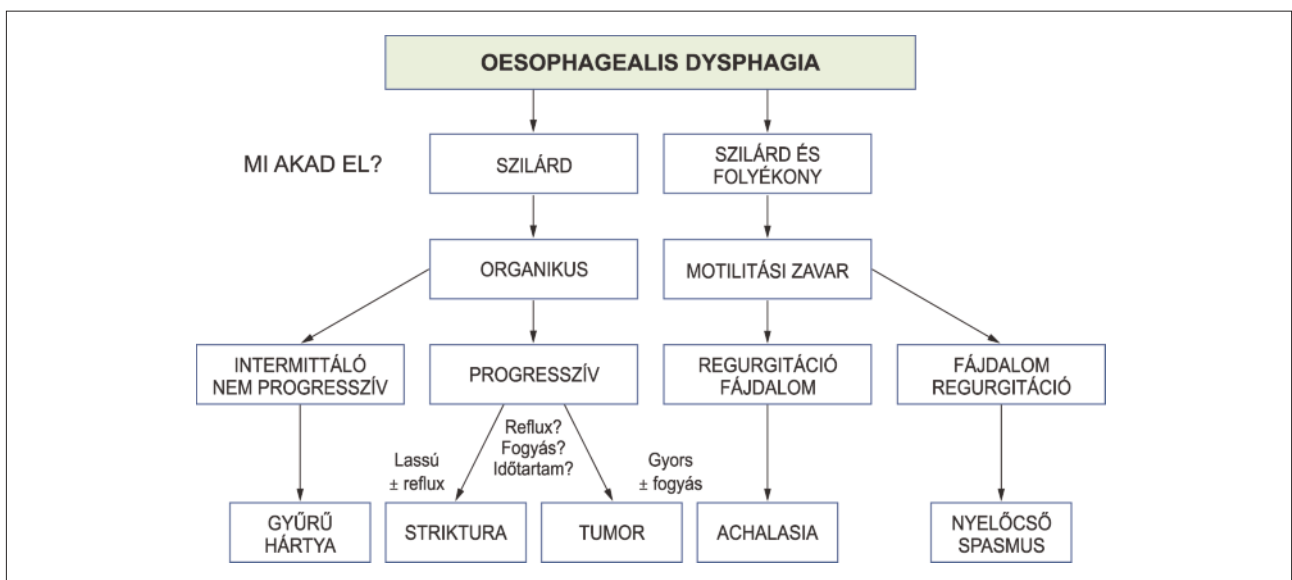 OESOPHAGEALIS DYSPHAGIA
MI AKAD EL?
SZILÁRD
SZILÁRD ÉS
FOLYÉKONY
ORGANIKUS
MOTILITÁSI ZAVAR
INTERMITTÁLÓ
NEM PROGRESSZÍV
PROGRESSZÍV
REGURGITÁCIÓ
FÁJDALOM
FÁJDALOM
REGURGITÁCIÓ
Lassú
± reflux
Reflux?
Fogyás?
Időtartam?
Gyors
± fogyás
GYŰRŰ
HÁRTYA
STRIKTURA
TUMOR
ACHALASIA
NYELŐCSŐ
SPASMUS